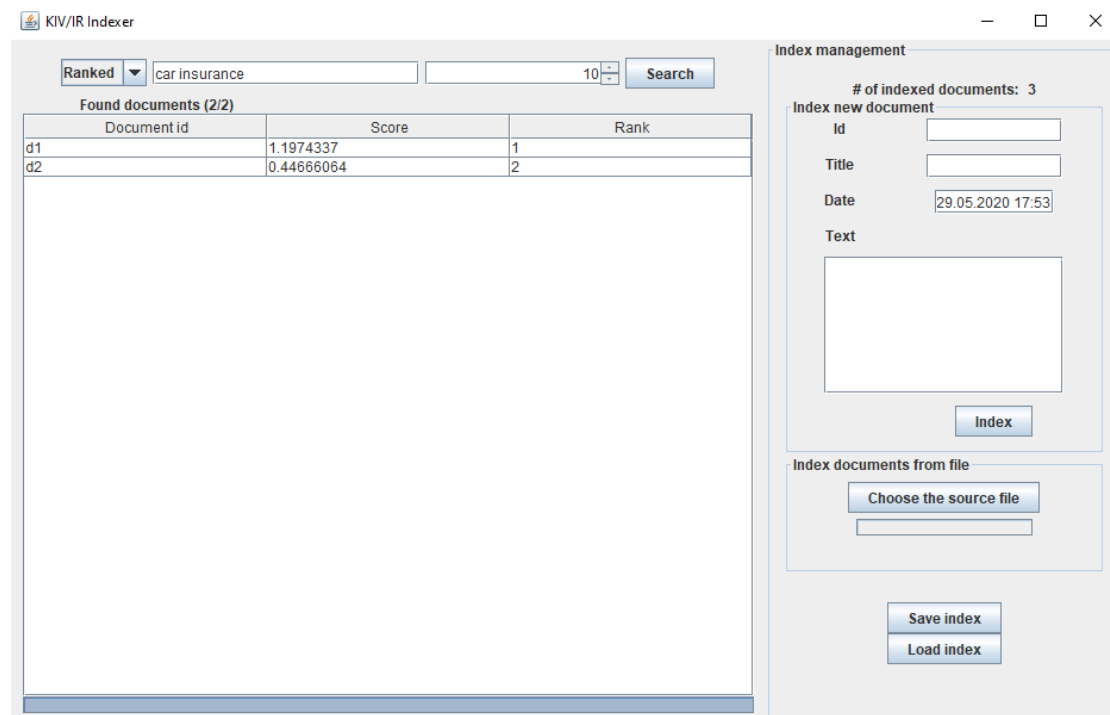 KIV/IR Indexer
Ranked car insurance 10 Search
Found documents (2/2)
Document id Score Rank
d1 1.1974337 1
d2 0.44666064 2
Index management
# of indexed documents: 3
Index new document
Id
Title
Date 29.05.2020 17:53
Text
Index
Index documents from file
Choose the source file
Save index
Load index